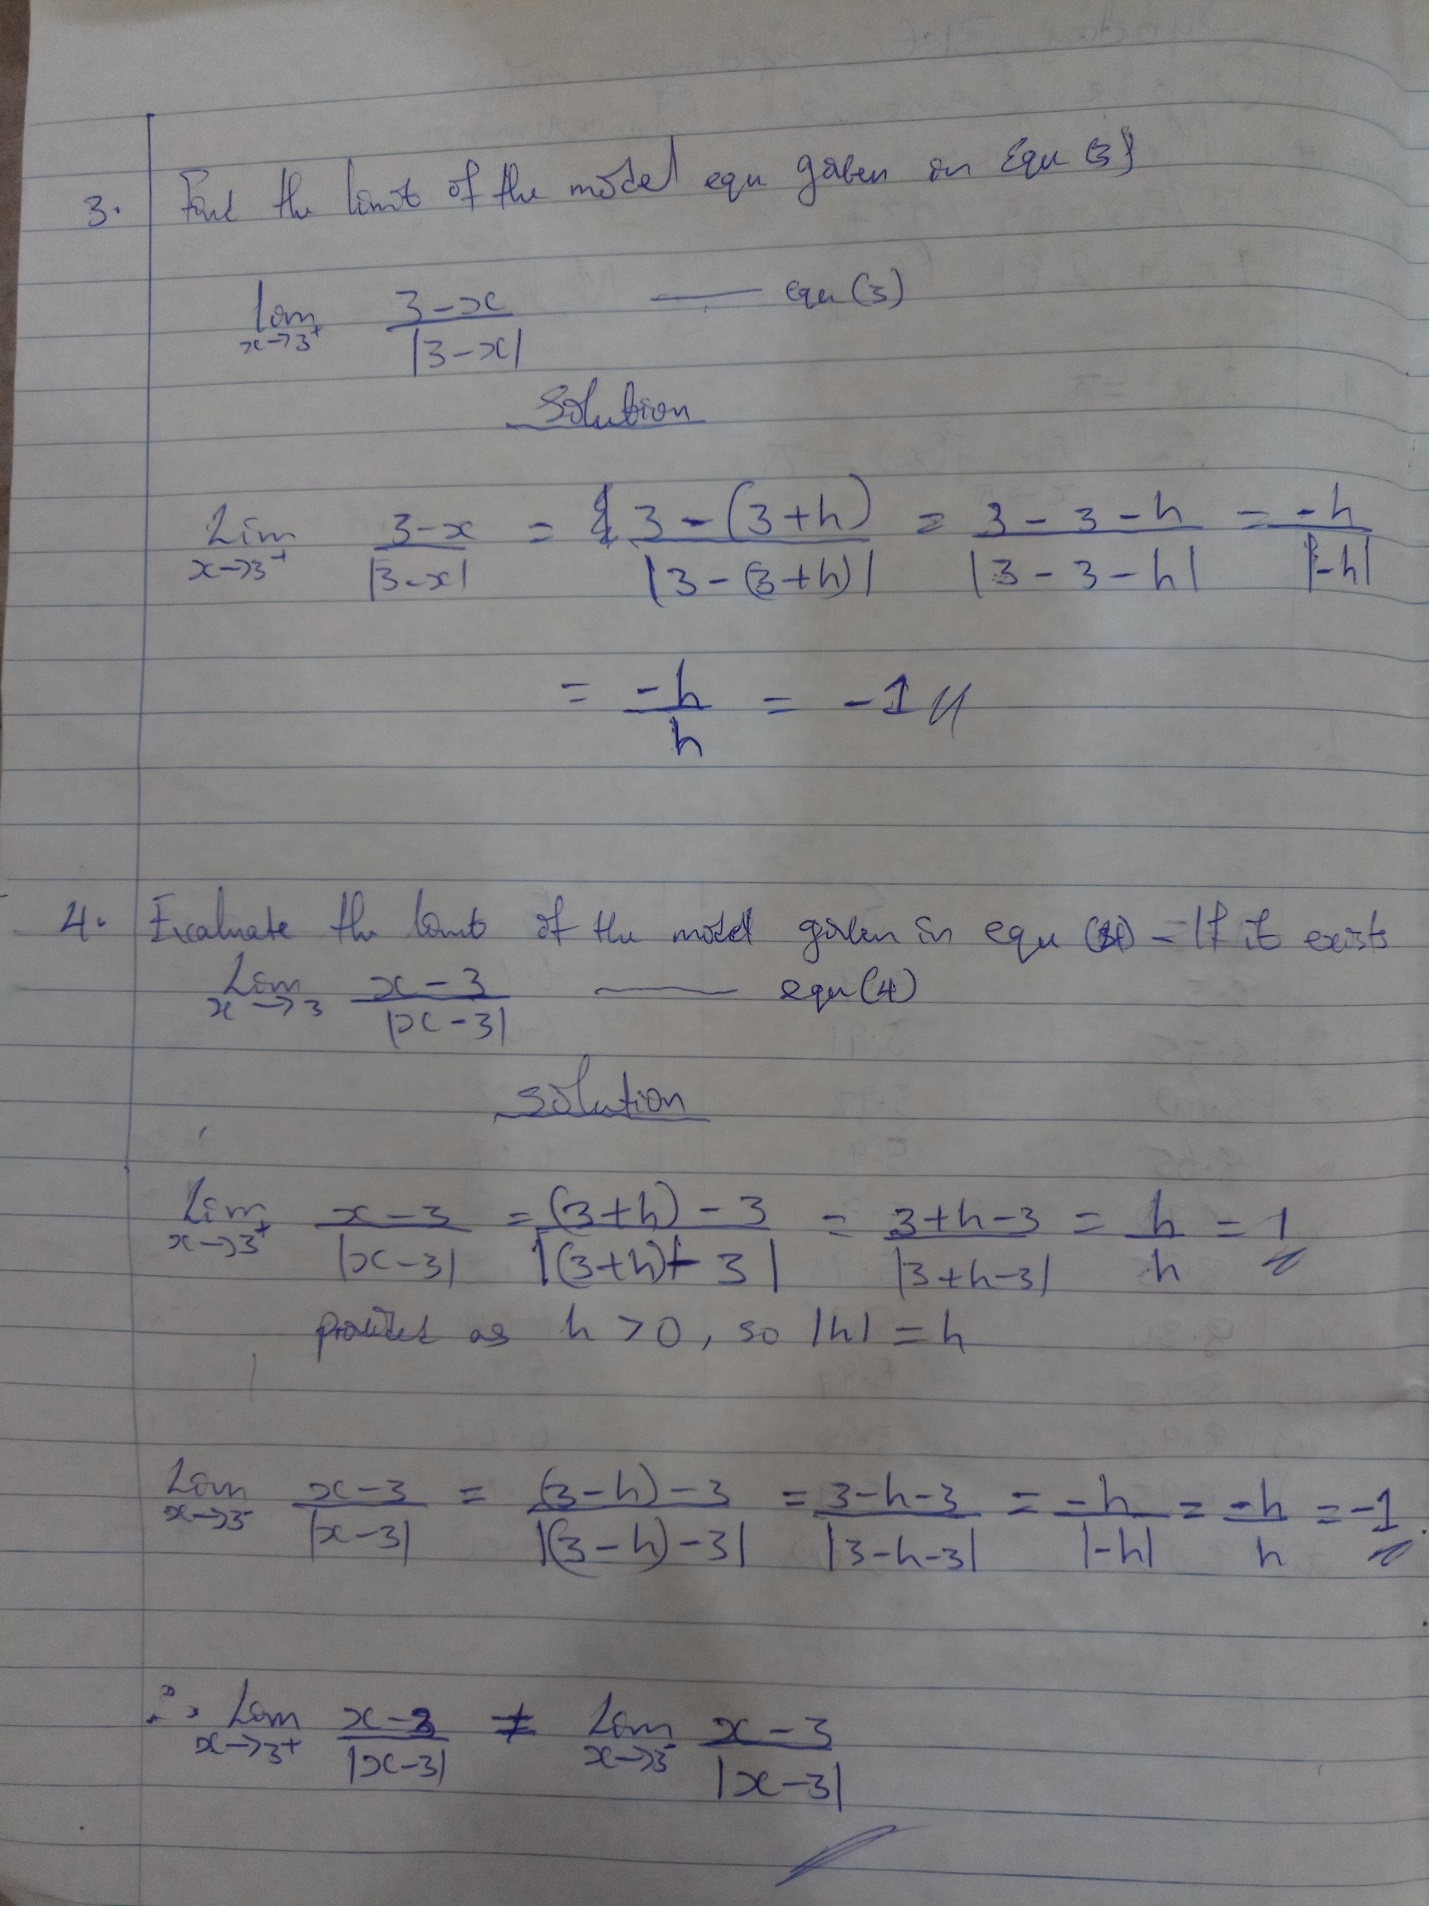 3. Find the limit of the model equ given in Equ (3)
lim x→3⁺ (3-x)/|3-x| —— equ (3)
Solution
Lim x→3⁺ (3-x)/|3-x| = (3-(3+h))/|3-(3+h)| = (3-3-h)/|3-3-h| = -h/|-h|
= -h/h = -1 //
4. Evaluate the limit of the model given in equ (4) - If it exists
Lim x→3 (x-3)/|x-3| —— equ (4)
solution
Lim x→3⁺ (x-3)/|x-3| = ((3+h)-3)/|(3+h)-3| = (3+h-3)/|3+h-3| = h/h = 1
provided as h>0, so |h| = h
Lim x→3⁻ (x-3)/|x-3| = ((3-h)-3)/|(3-h)-3| = (3-h-3)/|3-h-3| = -h/|-h| = -h/h = -1
∴ Lim x→3⁺ (x-3)/|x-3| ≠ Lim x→3⁻ (x-3)/|x-3|